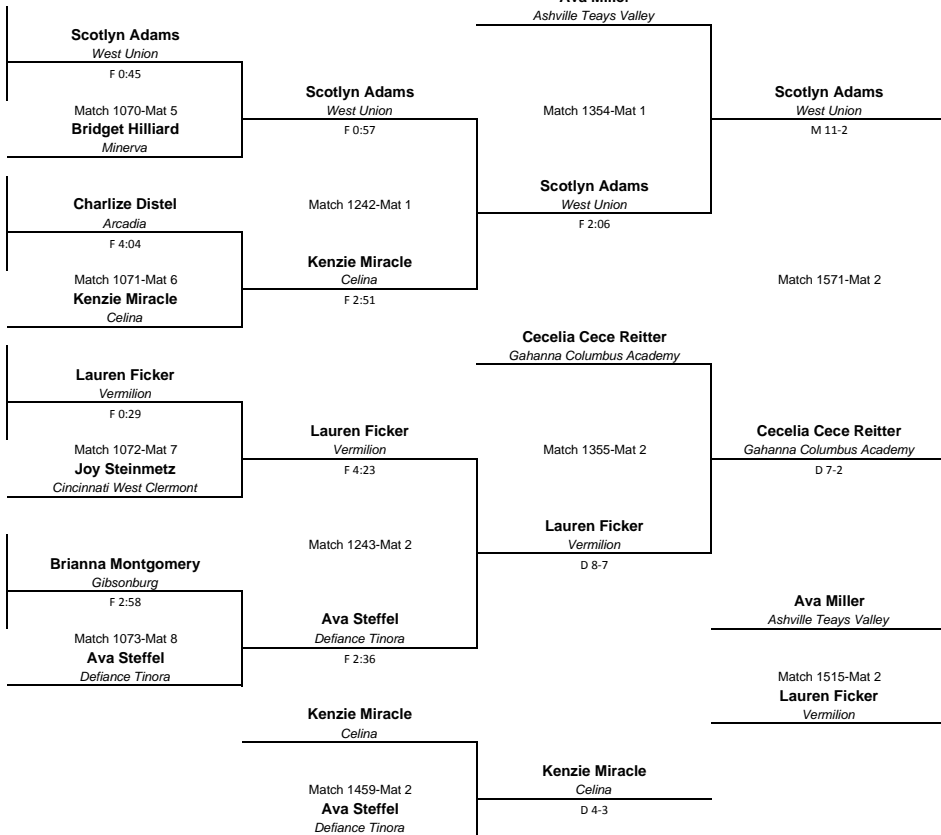 Ava Miller
Ashville Teays Valley
Scotlyn Adams
West Union
F 0:45
Match 1070-Mat 5
Bridget Hilliard
Minerva
Scotlyn Adams
West Union
F 0:57
Match 1354-Mat 1
Scotlyn Adams
West Union
M 11-2
Charlize Distel
Arcadia
F 4:04
Match 1242-Mat 1
Scotlyn Adams
West Union
F 2:06
Match 1071-Mat 6
Kenzie Miracle
Celina
Kenzie Miracle
Celina
F 2:51
Match 1571-Mat 2
Cecelia Cece Reitter
Gahanna Columbus Academy
Lauren Ficker
Vermilion
F 0:29
Match 1072-Mat 7
Joy Steinmetz
Cincinnati West Clermont
Lauren Ficker
Vermilion
F 4:23
Match 1355-Mat 2
Cecelia Cece Reitter
Gahanna Columbus Academy
D 7-2
Match 1243-Mat 2
Lauren Ficker
Vermilion
D 8-7
Brianna Montgomery
Gibsonburg
F 2:58
Match 1073-Mat 8
Ava Steffel
Defiance Tinora
Ava Steffel
Defiance Tinora
F 2:36
Ava Miller
Ashville Teays Valley
Match 1515-Mat 2
Lauren Ficker
Vermilion
Kenzie Miracle
Celina
Match 1459-Mat 2
Ava Steffel
Defiance Tinora
Kenzie Miracle
Celina
D 4-3